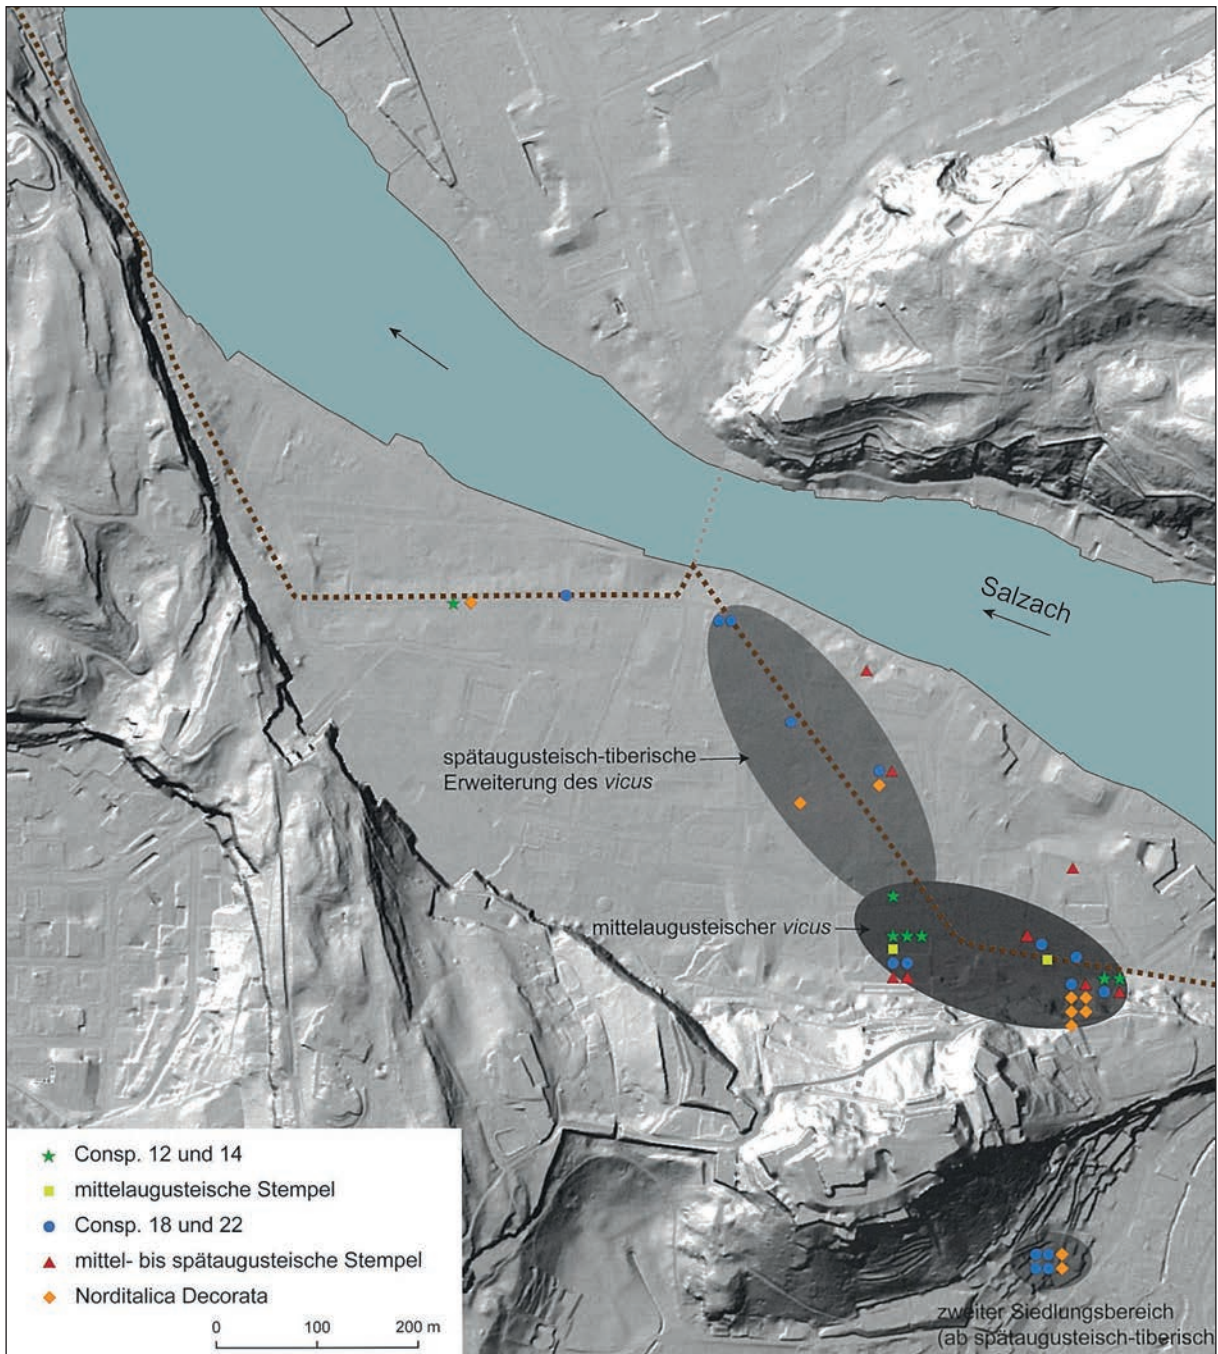 Salzach
spätaugusteisch-tiberische
Erweiterung des vicus
mittelaugusteischer vicus
Consp. 12 und 14
mittelaugusteische Stempel
Consp. 18 und 22
mittel- bis spätaugusteische Stempel
Norditalica Decorata
0 100 200 m
zweiter Siedlungsbereich
(ab spätaugusteisch-tiberisch